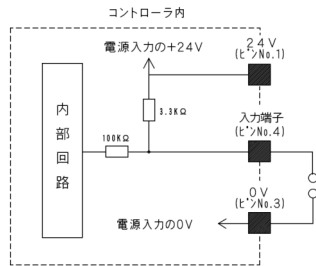 コントローラ内
電源入力の+24V
24V
(ピンNo.1)
3.3KΩ
入力端子
(ピンNo.4)
100KΩ
内部回路
0V
(ピンNo.3)
電源入力の0V